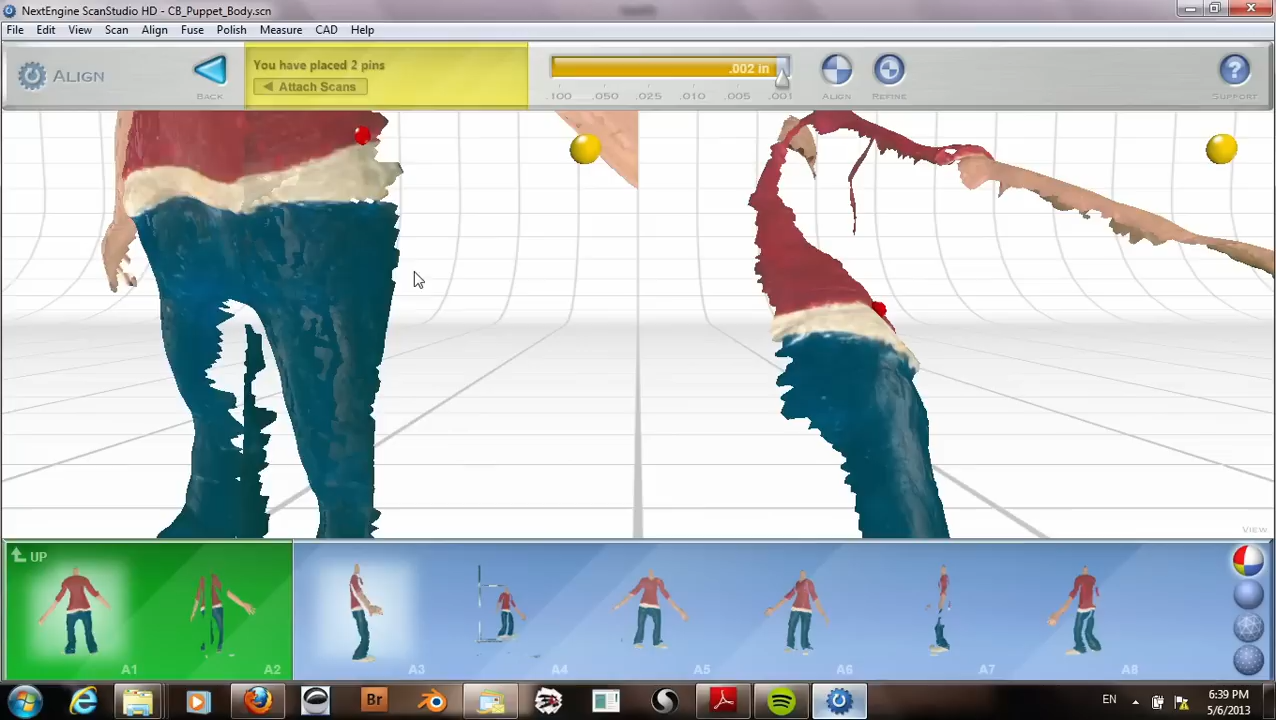 NextEngine ScanStudio HD - CB_Puppet_Body.scn
File Edit View Scan Align Fuse Polish Measure CAD Help
ALIGN
BACK
You have placed 2 pins
Attach Scans
.002 in
.100 .050 .025 .010 .005 .001
ALIGN
REFINE
?
SUPPORT
VIEW
UP
A1 A2 A3 A4 A5 A6 A7 A8
Br
EN
6:39 PM
5/6/2013